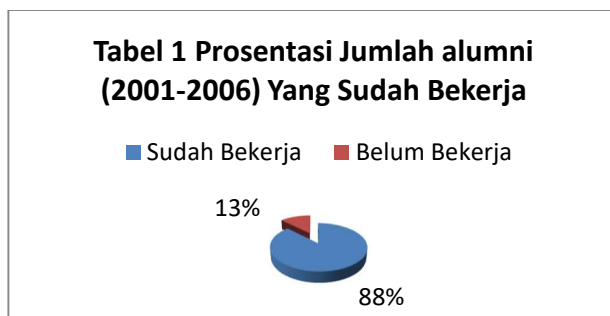 Tabel 1 Prosentasi Jumlah alumni
(2001-2006) Yang Sudah Bekerja
Sudah Bekerja Belum Bekerja
13%
88%